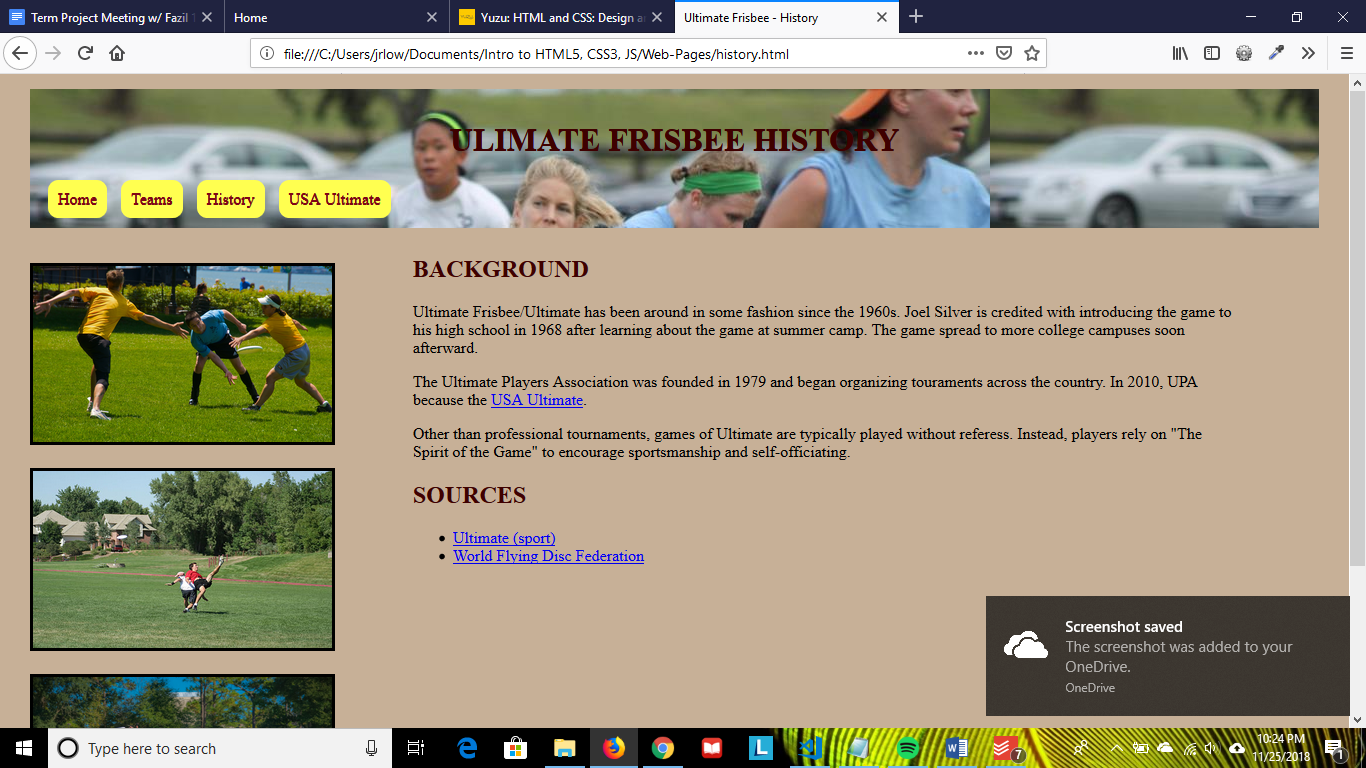 Term Project Meeting w/ Fazil 1
Home
Yuzu: HTML and CSS: Design a
Ultimate Frisbee - History
file:///C:/Users/jrlow/Documents/Intro to HTML5, CSS3, JS/Web-Pages/history.html
ULIMATE FRISBEE HISTORY
Home Teams History USA Ultimate
BACKGROUND
Ultimate Frisbee/Ultimate has been around in some fashion since the 1960s. Joel Silver is credited with introducing the game to
his high school in 1968 after learning about the game at summer camp. The game spread to more college campuses soon
afterward.
The Ultimate Players Association was founded in 1979 and began organizing touraments across the country. In 2010, UPA
because the USA Ultimate.
Other than professional tournaments, games of Ultimate are typically played without referess. Instead, players rely on "The
Spirit of the Game" to encourage sportsmanship and self-officiating.
SOURCES
• Ultimate (sport)
• World Flying Disc Federation
Screenshot saved
The screenshot was added to your
OneDrive.
OneDrive
Type here to search
L
7
10:24 PM
11/25/2018
1